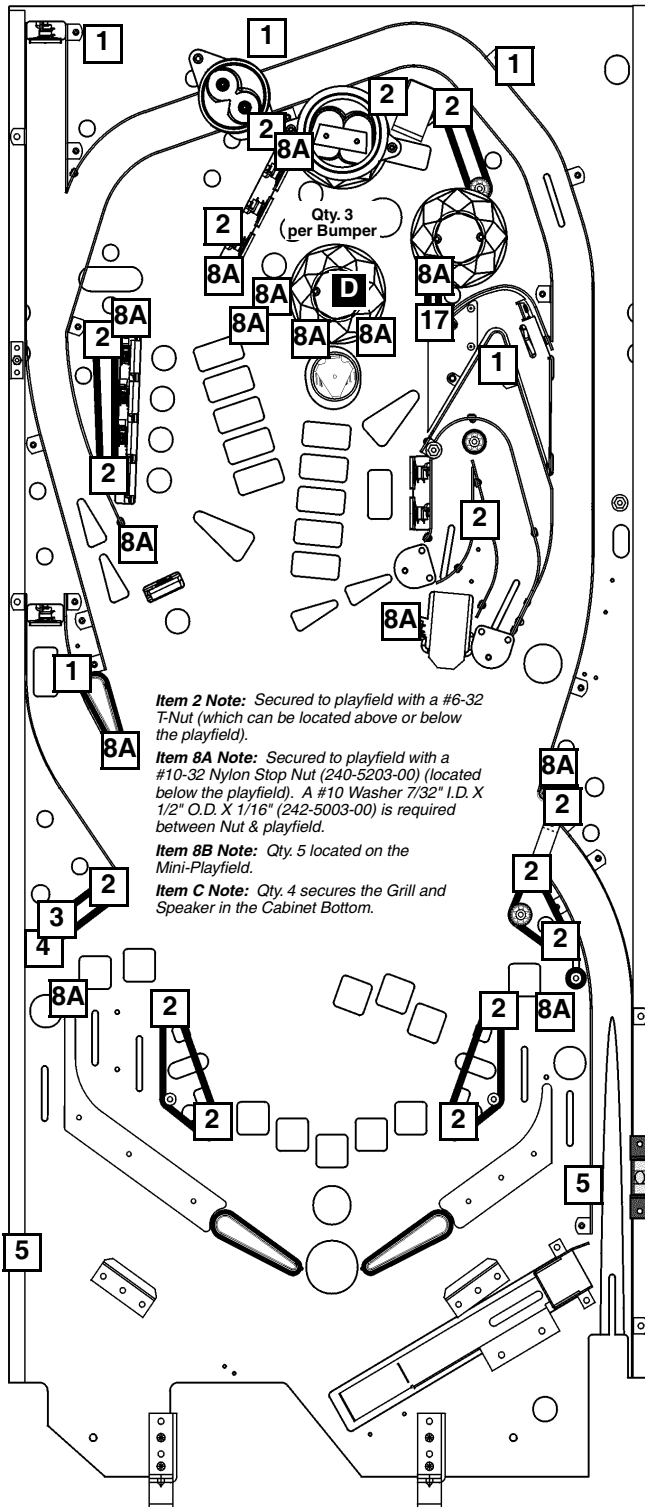 1
1
1
2
2
2
8A
2
8A
Qty. 3
per Bumper
8A
8A
D
8A
8A
8A
17
8A
2
1
2
2
8A
8A
1
8A
Item 2 Note: Secured to playfield with a #6-32
T-Nut (which can be located above or below
the playfield).
Item 8A Note: Secured to playfield with a
#10-32 Nylon Stop Nut (240-5203-00) (located
below the playfield). A #10 Washer 7/32" I.D. X
1/2" O.D. X 1/16" (242-5003-00) is required
between Nut & playfield.
Item 8B Note: Qty. 5 located on the
Mini-Playfield.
Item C Note: Qty. 4 secures the Grill and
Speaker in the Cabinet Bottom.
8A
2
2
2
3
4
2
8A
8A
2
2
2
2
5
5